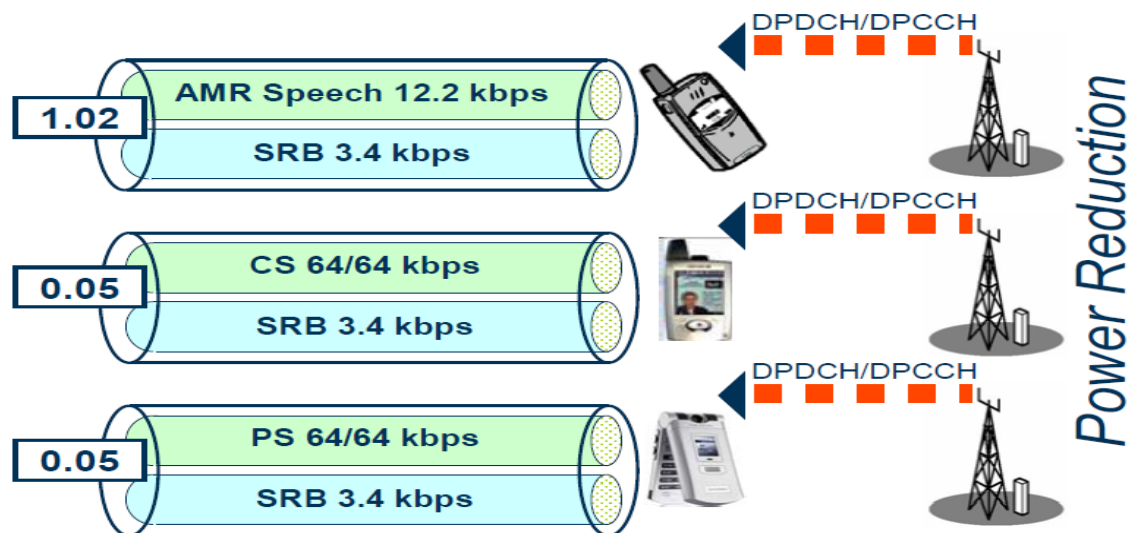 DPDCH/DPCCH
AMR Speech 12.2 kbps
1.02
SRB 3.4 kbps
DPDCH/DPCCH
CS 64/64 kbps
0.05
SRB 3.4 kbps
DPDCH/DPCCH
PS 64/64 kbps
0.05
SRB 3.4 kbps
Power Reduction